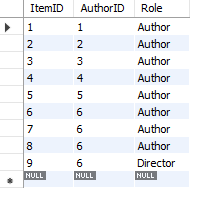 ItemID AuthorID Role
1 1 Author
2 2 Author
3 3 Author
4 4 Author
5 5 Author
6 6 Author
7 6 Author
8 6 Author
9 6 Director
NULL NULL NULL